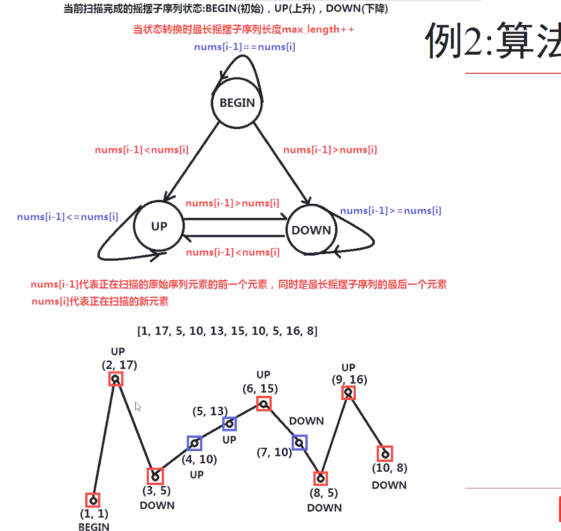 当前扫描完成的摇摆子序列状态:BEGIN(初始)，UP(上升)，DOWN(下降)
当状态转换时最长摇摆子序列长度max_length++
nums[i-1]==nums[i]
例2:算法
BEGIN
nums[i-1]<nums[i]
nums[i-1]>nums[i]
nums[i-1]<=nums[i]
UP
nums[i-1]>nums[i]
DOWN
nums[i-1]>=nums[i]
nums[i-1]<nums[i]
nums[i-1]代表正在扫描的原始序列元素的前一个元素，同时是最长摇摆子序列的最后一个元素
nums[i]代表正在扫描的新元素
[1, 17, 5, 10, 13, 15, 10, 5, 16, 8]
UP
(2, 17)
UP
(6, 15)
UP
(9, 16)
(5, 13)
UP
DOWN
(7, 10)
(4, 10)
UP
(3, 5)
DOWN
(8, 5)
DOWN
(10, 8)
DOWN
(1, 1)
BEGIN